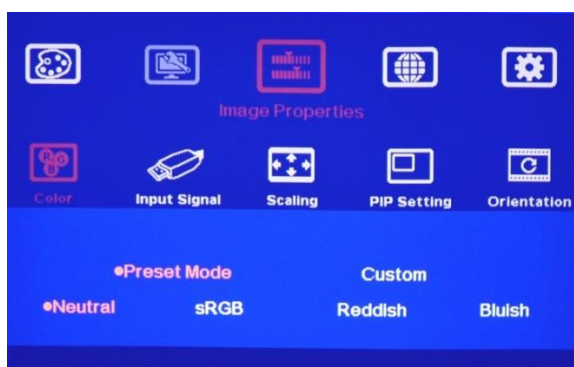 Image Properties
R G B
Color Input Signal Scaling PIP Setting Orientation
Preset Mode Custom
Neutral sRGB Reddish Bluish